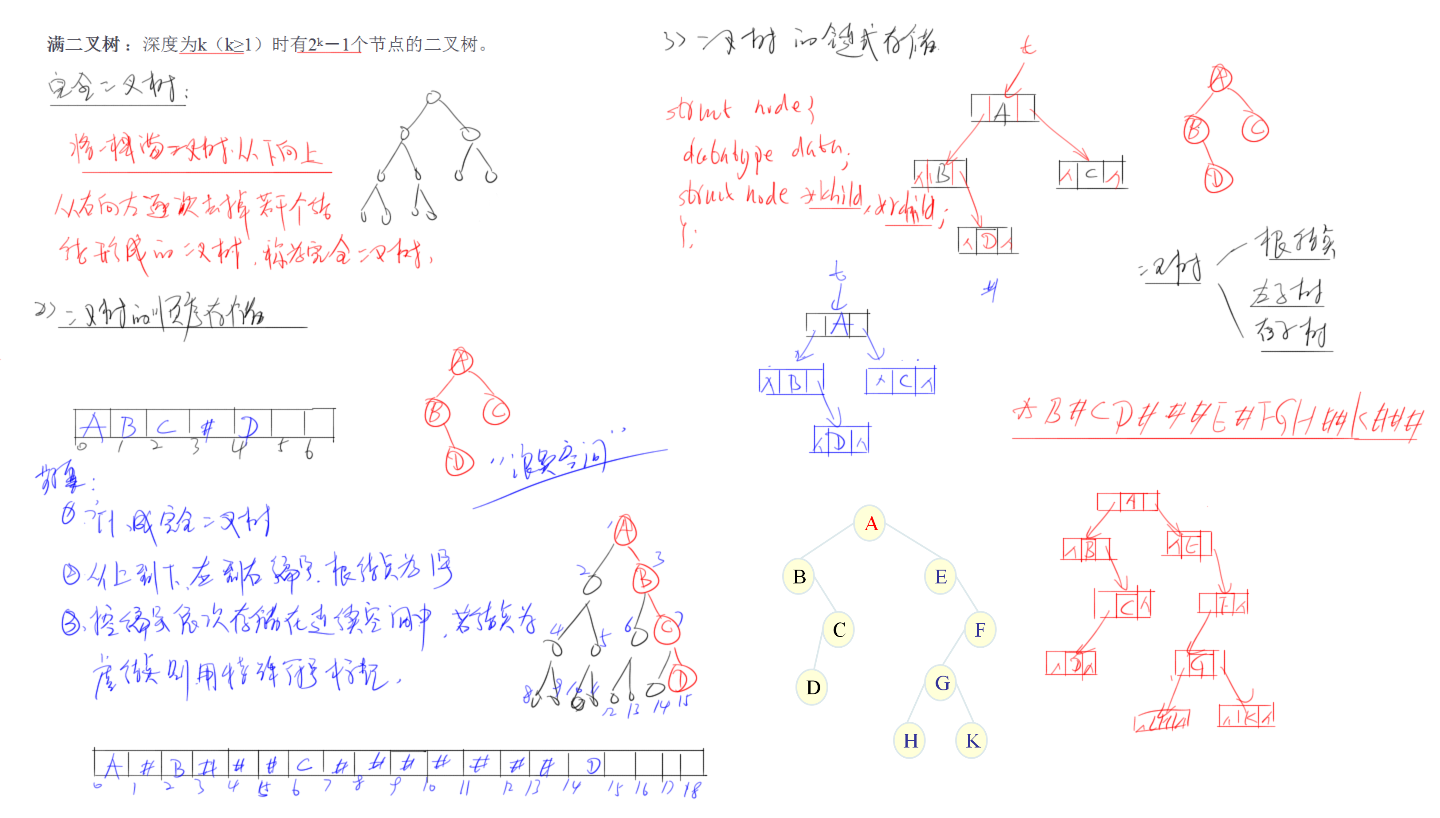 满二叉树：深度为k（k≥1）时有2ᵏ－1个节点的二叉树。
完全二叉树：
将一棵满二叉树从下向上
从右向左逐次去掉若干个结
点形成的二叉树，称为完全二叉树，
2) 二叉树的顺序存储
A B C # D
0 1 2 3 4 5 6
A
B C
D
"浪费空间"
步骤：
① 补成完全二叉树
② 从上到下、左到右编号，根结点为1号
③、按编号依次存储在连续空间中，若结点为
虚结点则用特殊符号标记．
1 A
2 B 3
4 5 6 C 7
D
8 9 12 13 14 15
A # B # # # C # # # # # # # D
0 1 2 3 4 5 6 7 8 9 10 11 12 13 14 15 16 17 18
3) 二叉树的链式存储
struct node{
datatype data;
struct node *lchild,*rchild;
};
t
A
∧ B ∧ C ∧
∧ D ∧
#
A
B C
D
二叉树
根结点
左子树
右子树
t
A
∧ B ∧ C ∧
∧ D ∧
A B # C D # # # E # F G H # # K # # #
A
B E
C F
D G
H K
A
∧ B ∧ E
C ∧ F ∧
∧ D ∧ G
∧ H ∧ ∧ K ∧